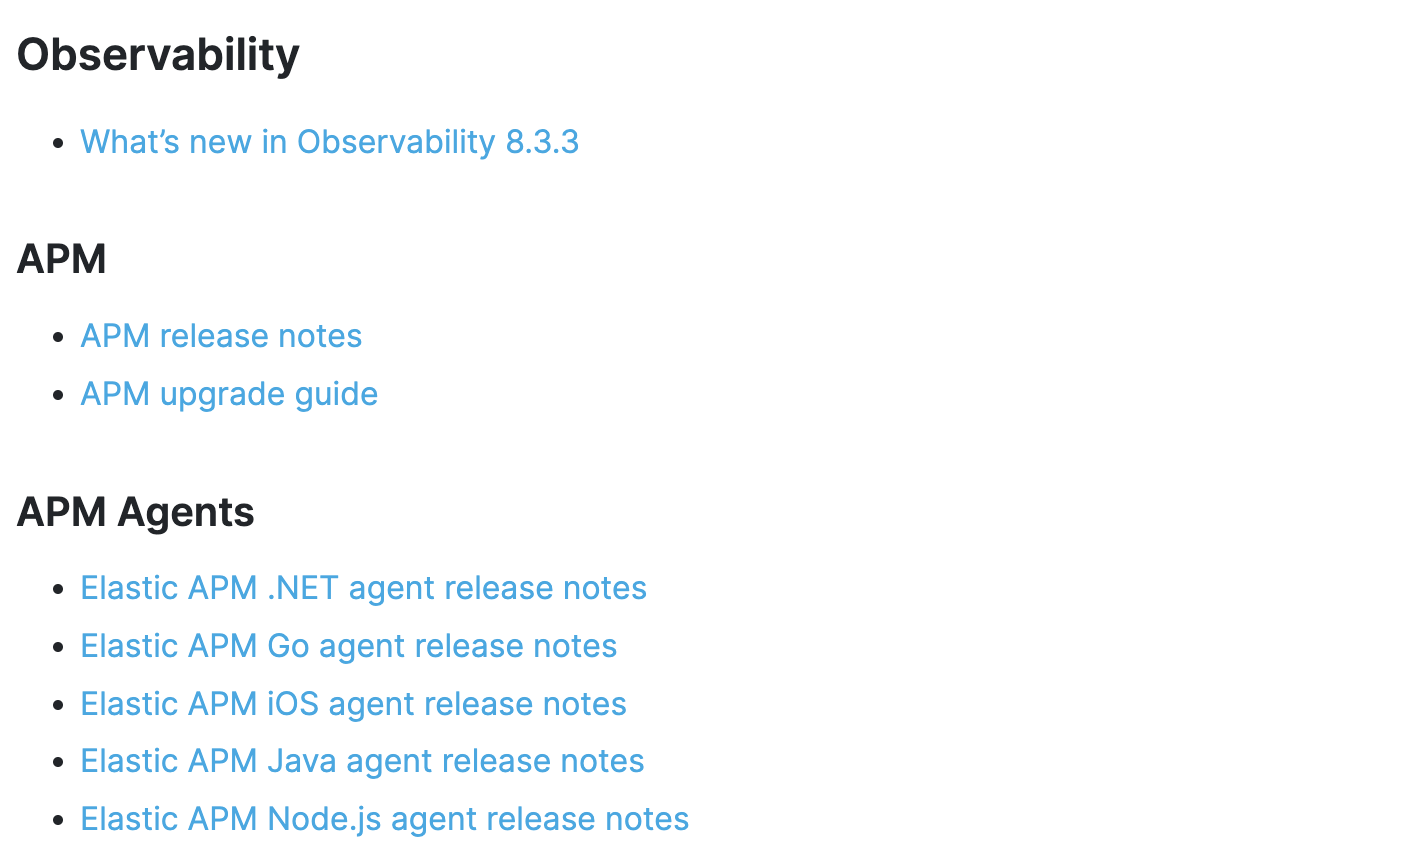 Observability
What’s new in Observability 8.3.3
APM
APM release notes
APM upgrade guide
APM Agents
Elastic APM .NET agent release notes
Elastic APM Go agent release notes
Elastic APM iOS agent release notes
Elastic APM Java agent release notes
Elastic APM Node.js agent release notes